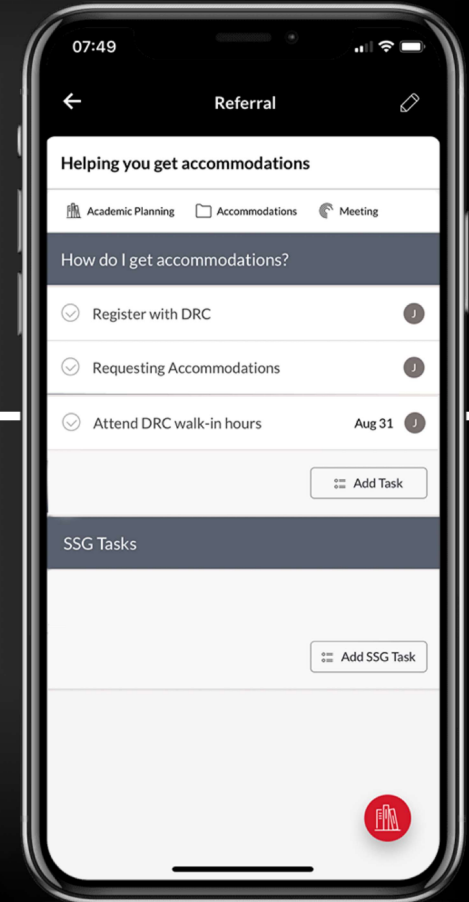 07:49
Referral
Helping you get accommodations
Academic Planning Accommodations Meeting
How do I get accommodations?
Register with DRC J
Requesting Accommodations J
Attend DRC walk-in hours Aug 31 J
Add Task
SSG Tasks
Add SSG Task